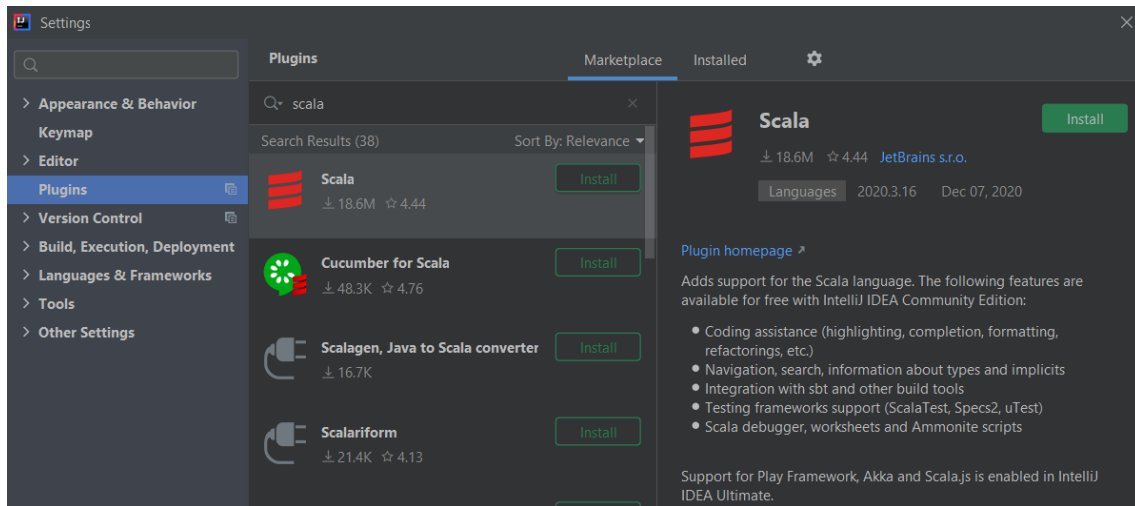 Settings
Appearance & Behavior
Keymap
Editor
Plugins
Version Control
Build, Execution, Deployment
Languages & Frameworks
Tools
Other Settings
Plugins
Marketplace
Installed
scala
Search Results (38)
Sort By: Relevance
Scala
18.6M 4.44
Install
Cucumber for Scala
48.3K 4.76
Install
Scalagen, Java to Scala converter
16.7K
Install
Scalariform
21.4K 4.13
Install
Scala
Install
18.6M 4.44 JetBrains s.r.o.
Languages 2020.3.16 Dec 07, 2020
Plugin homepage ↗
Adds support for the Scala language. The following features are
available for free with IntelliJ IDEA Community Edition:
• Coding assistance (highlighting, completion, formatting,
refactorings, etc.)
• Navigation, search, information about types and implicits
• Integration with sbt and other build tools
• Testing frameworks support (ScalaTest, Specs2, uTest)
• Scala debugger, worksheets and Ammonite scripts
Support for Play Framework, Akka and Scala.js is enabled in IntelliJ
IDEA Ultimate.